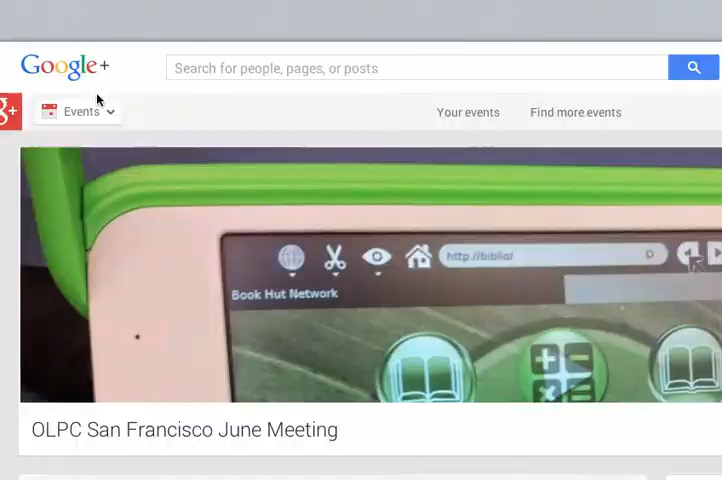 Google+
Search for people, pages, or posts
g+
Events
Your events
Find more events
http://biblio/
Book Hut Network
OLPC San Francisco June Meeting